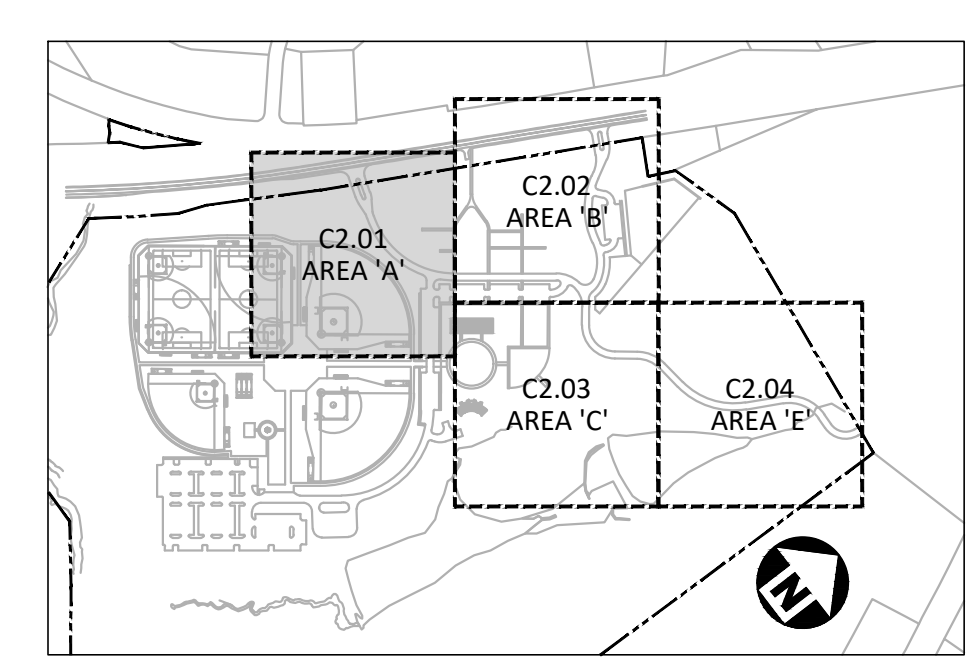 C2.02
AREA 'B'
C2.01
AREA 'A'
C2.03
AREA 'C'
C2.04
AREA 'E'
N